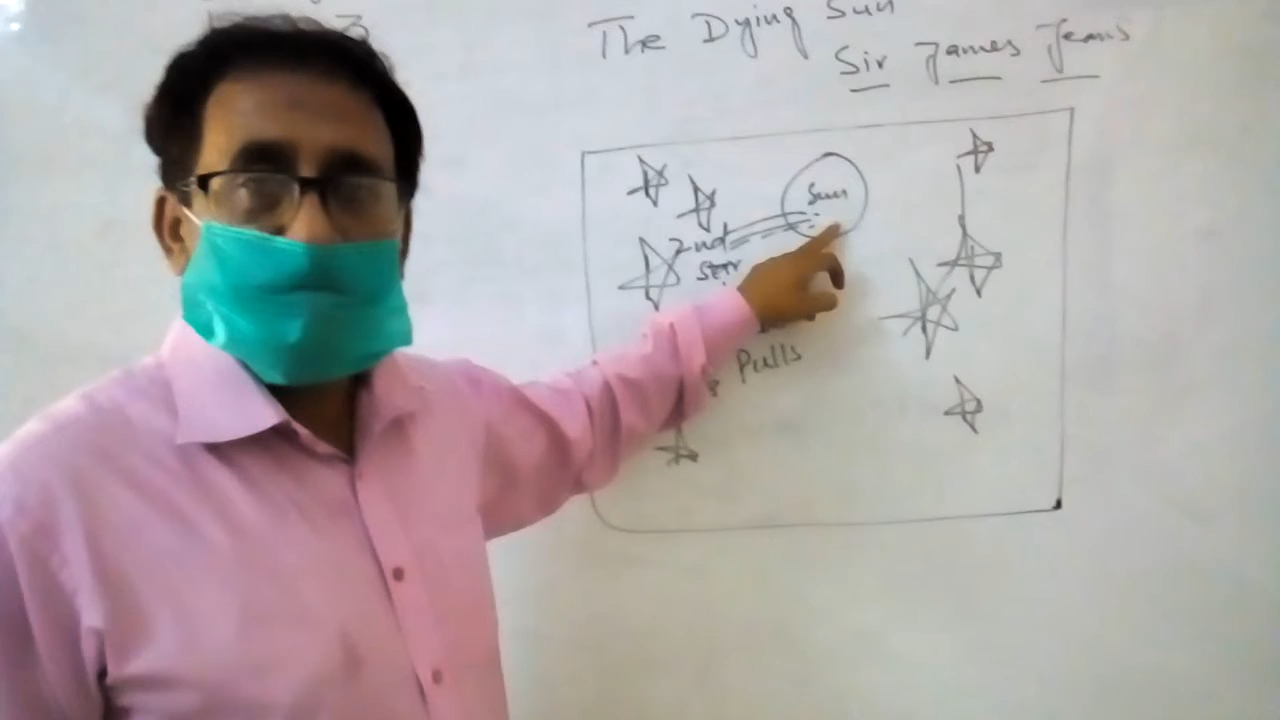 The Dying Sun
Sir James Jeans
Sun
2nd
Star
Pulls